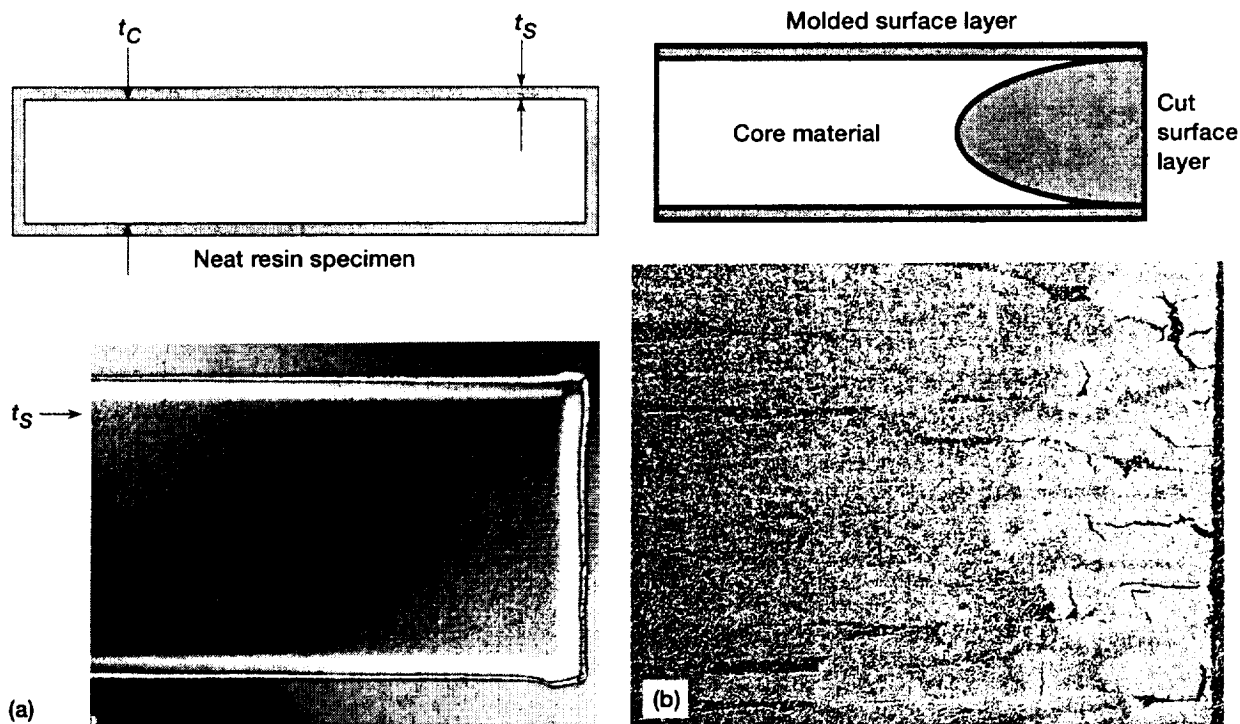 t_C
t_S
Neat resin specimen
t_S
(a)
Molded surface layer
Core material
Cut
surface
layer
(b)